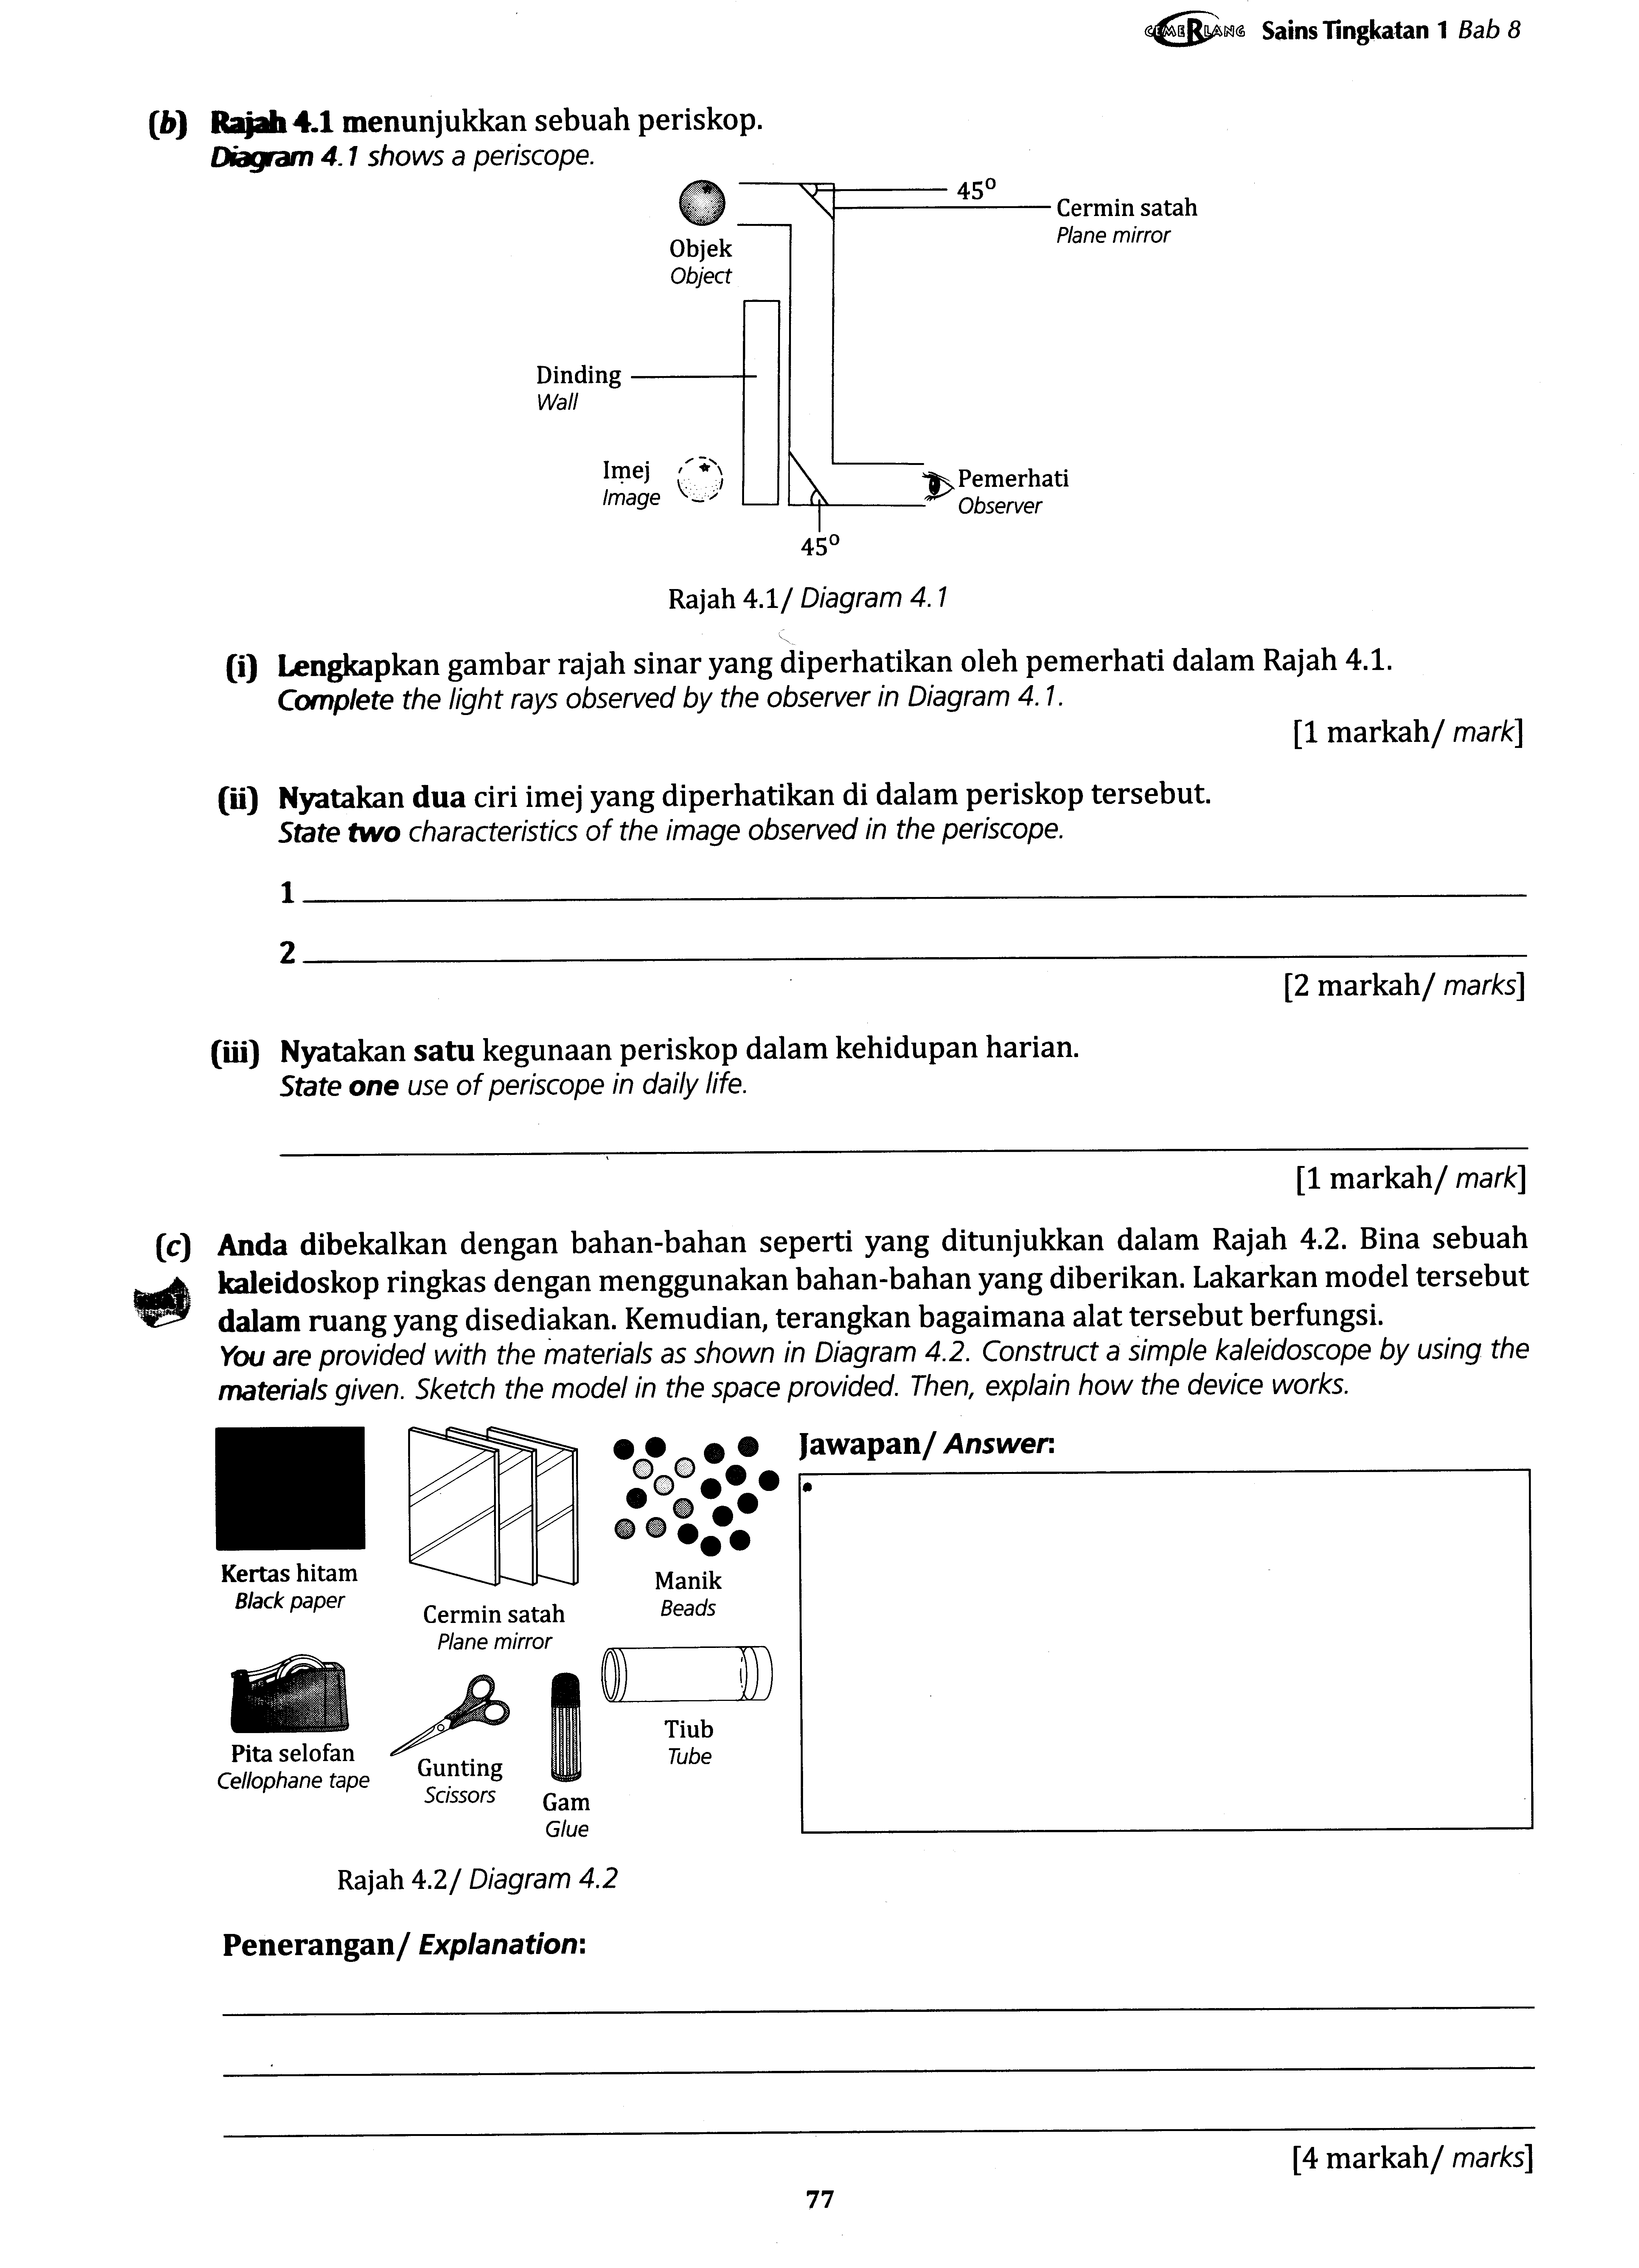 CEMERLANG Sains Tingkatan 1 Bab 8
(b) Rajah 4.1 menunjukkan sebuah periskop.
Diagram 4.1 shows a periscope.
45°
Cermin satah
Plane mirror
Objek
Object
Dinding
Wall
Imej
Image
Pemerhati
Observer
45°
Rajah 4.1/ Diagram 4.1
(i) Lengkapkan gambar rajah sinar yang diperhatikan oleh pemerhati dalam Rajah 4.1.
Complete the light rays observed by the observer in Diagram 4.1.
[1 markah/ mark]
(ii) Nyatakan dua ciri imej yang diperhatikan di dalam periskop tersebut.
State two characteristics of the image observed in the periscope.
1
2
[2 markah/ marks]
(iii) Nyatakan satu kegunaan periskop dalam kehidupan harian.
State one use of periscope in daily life.
[1 markah/ mark]
(c) Anda dibekalkan dengan bahan-bahan seperti yang ditunjukkan dalam Rajah 4.2. Bina sebuah
kaleidoskop ringkas dengan menggunakan bahan-bahan yang diberikan. Lakarkan model tersebut
dalam ruang yang disediakan. Kemudian, terangkan bagaimana alat tersebut berfungsi.
You are provided with the materials as shown in Diagram 4.2. Construct a simple kaleidoscope by using the
materials given. Sketch the model in the space provided. Then, explain how the device works.
Jawapan/ Answer:
Kertas hitam
Black paper
Cermin satah
Plane mirror
Manik
Beads
Pita selofan
Cellophane tape
Gunting
Scissors
Gam
Glue
Tiub
Tube
Rajah 4.2/ Diagram 4.2
Penerangan/ Explanation:
[4 markah/ marks]
77